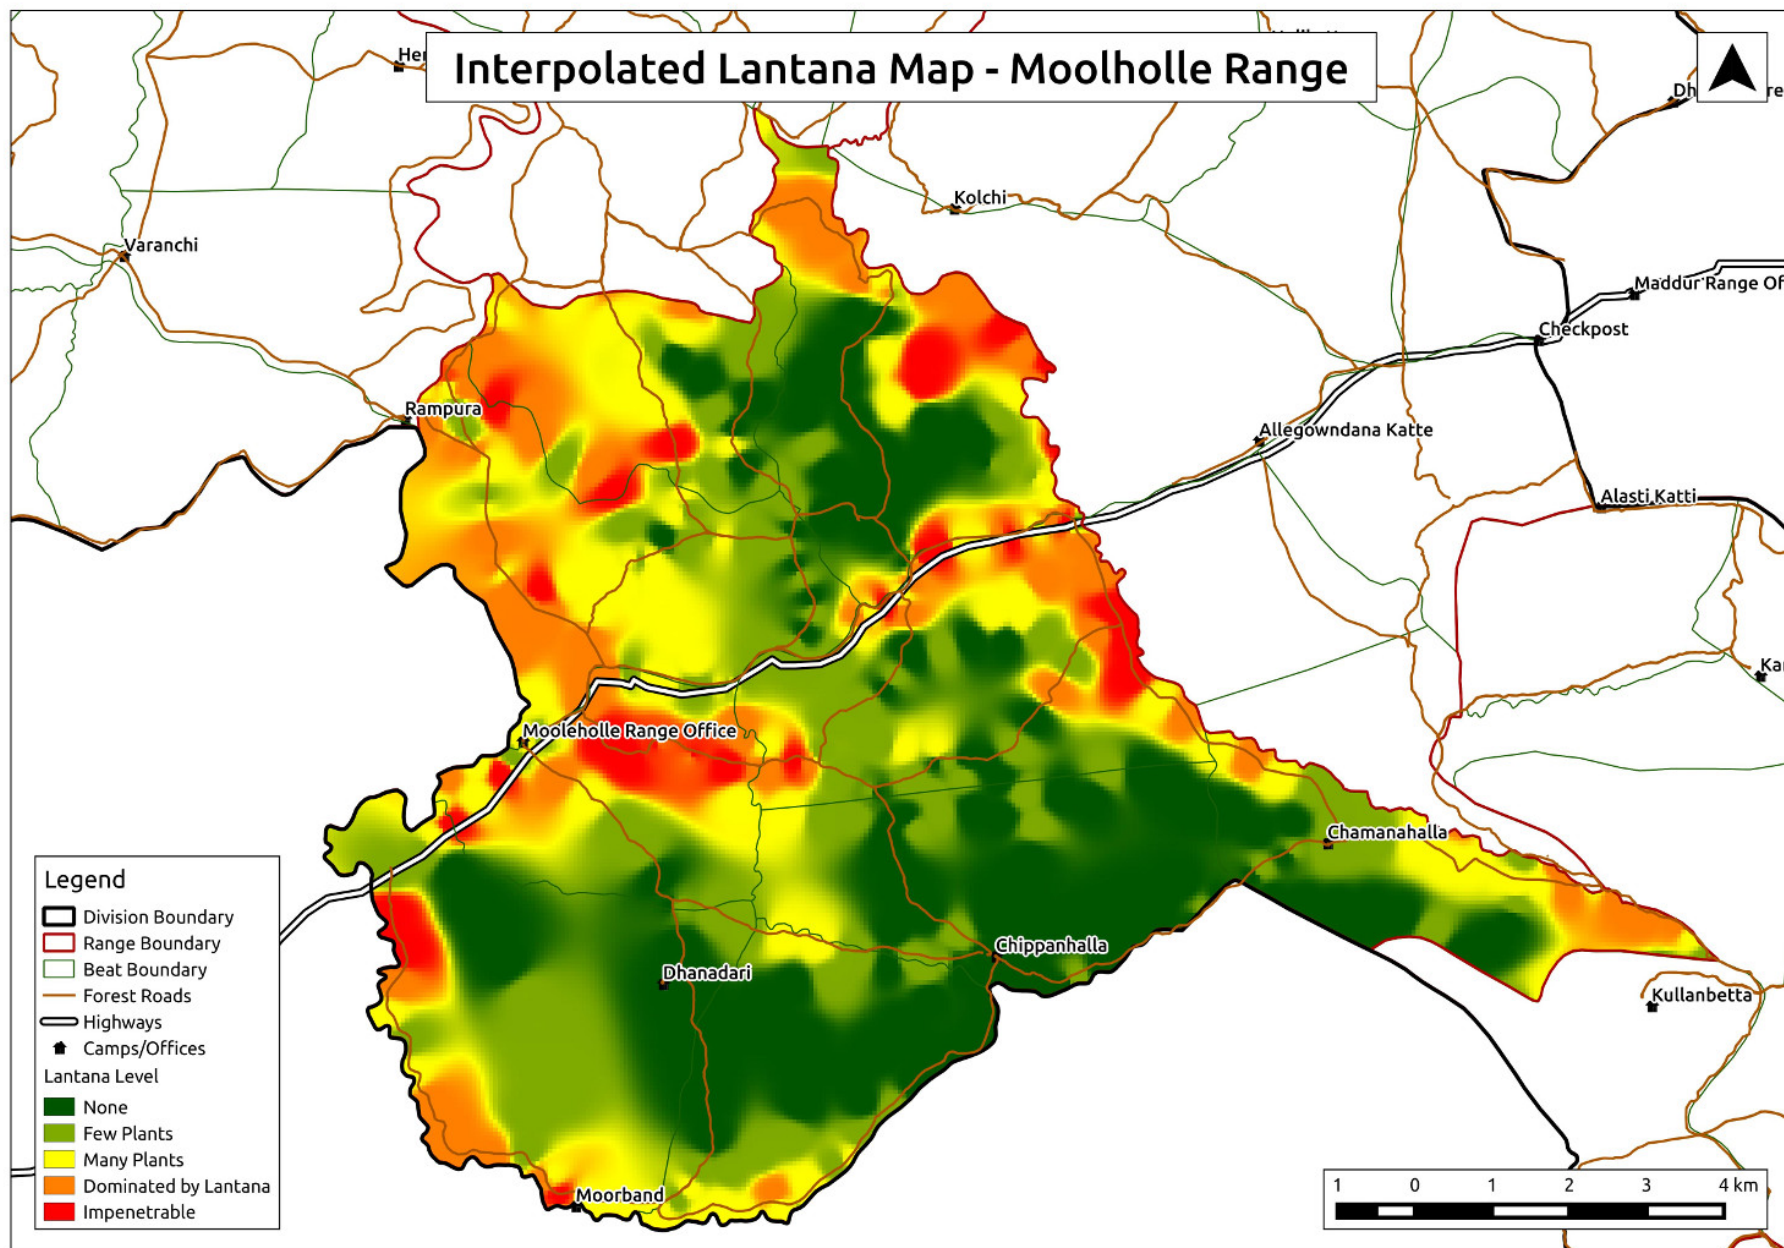 Interpolated Lantana Map - Moolholle Range
Kolchi
Varanchi
Maddur Range Of
Checkpost
Rampura
Allegowndana Katte
Alasti Katti
Mooleholle Range Office
Chamanahalla
Chippanhalla
Dhanadari
Kullanbetta
Moorband
Legend
Division Boundary
Range Boundary
Beat Boundary
Forest Roads
Highways
Camps/Offices
Lantana Level
None
Few Plants
Many Plants
Dominated by Lantana
Impenetrable
1 0 1 2 3 4 km